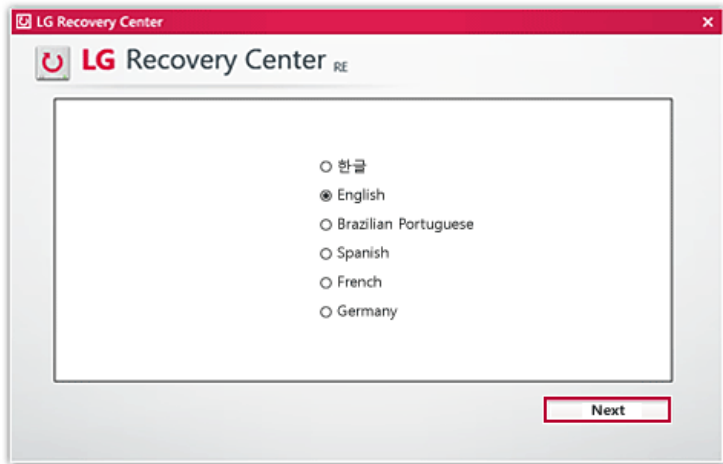 LG Recovery Center
LG Recovery Center RE
한글
English
Brazilian Portuguese
Spanish
French
Germany
Next